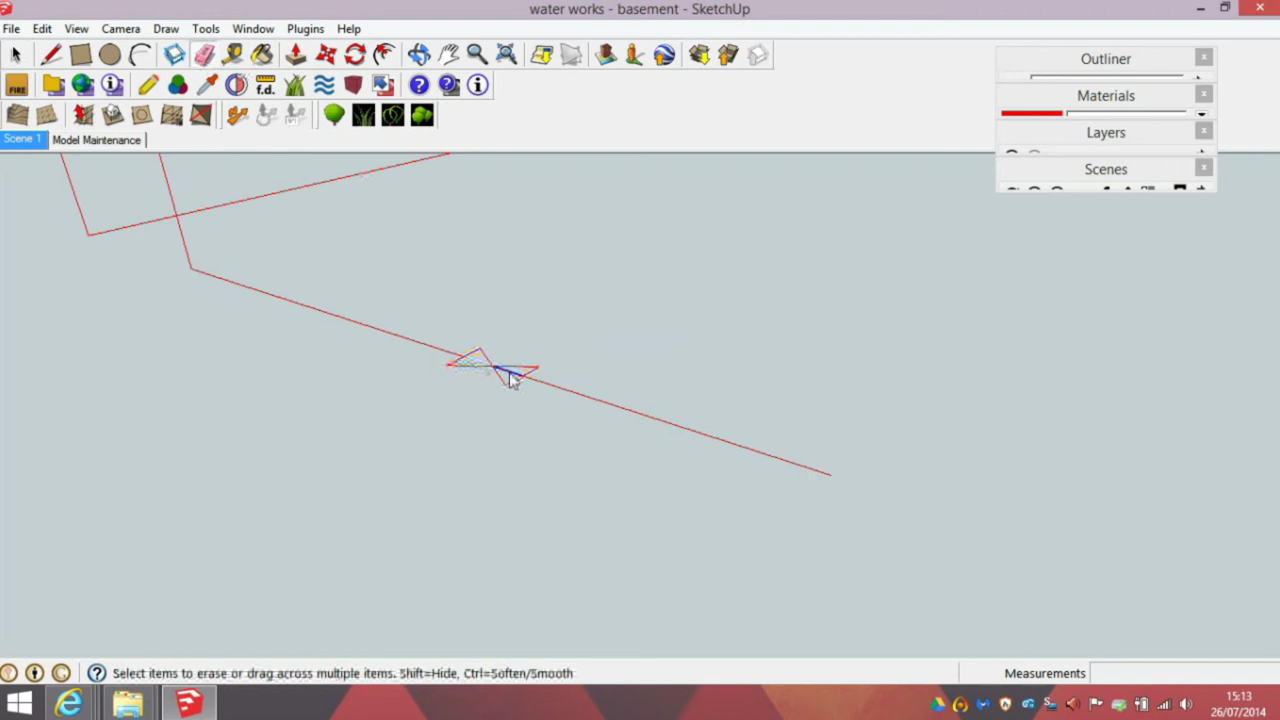 water works - basement - SketchUp
File Edit View Camera Draw Tools Window Plugins Help
Outliner
Materials
Layers
Scenes
FIRE
f.d.
Scene 1 Model Maintenance
Select items to erase or drag across multiple items. Shift=Hide, Ctrl=Soften/Smooth
Measurements
15:13
26/07/2014